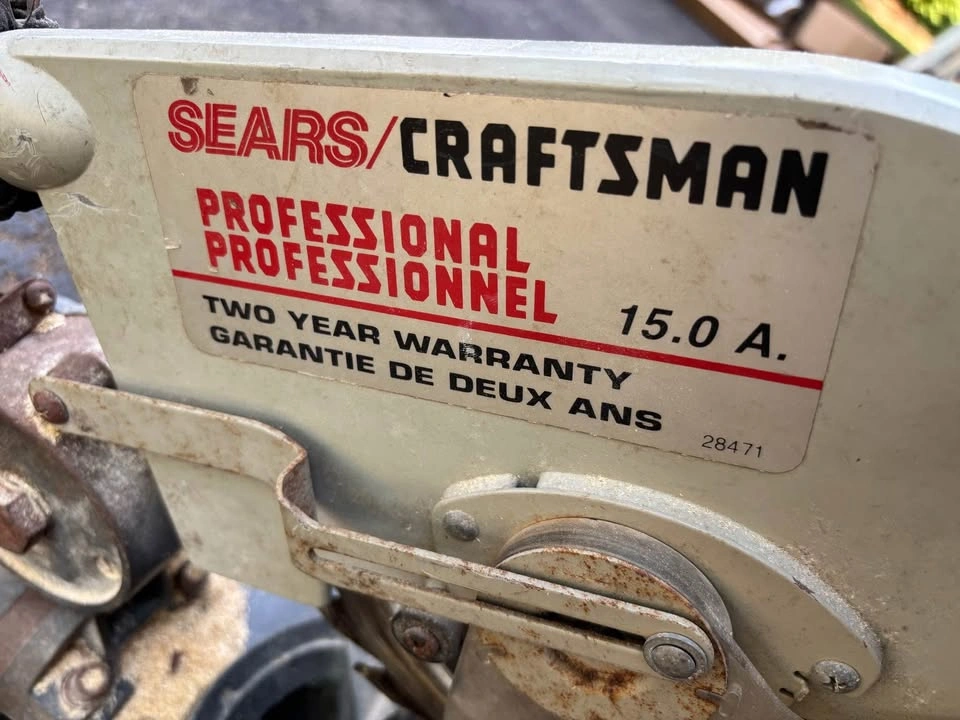 SEARS/CRAFTSMAN
PROFESSIONAL
PROFESSIONNEL
15.0 A.
TWO YEAR WARRANTY
GARANTIE DE DEUX ANS
28471